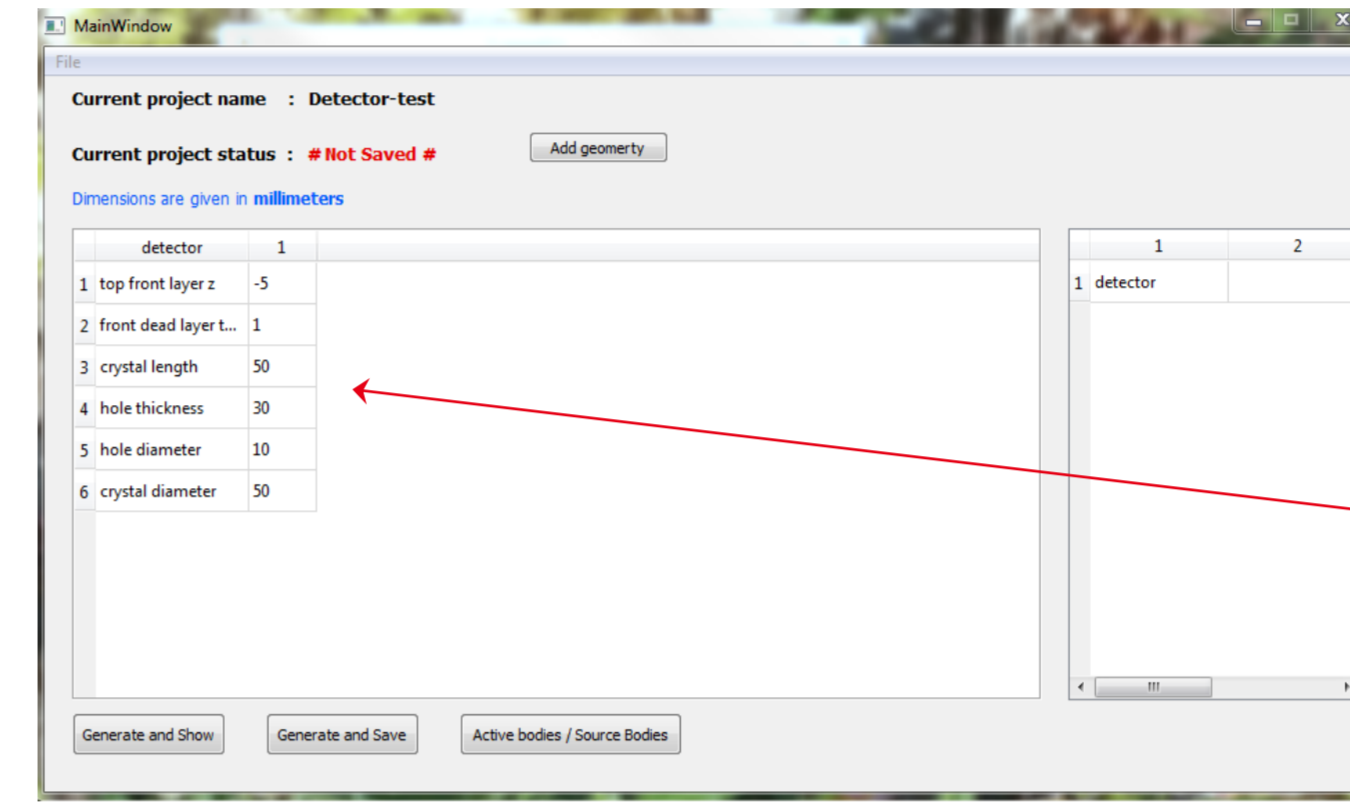 MainWindow
File
Current project name : Detector-test
Current project status : # Not Saved #
Add geomerty
Dimensions are given in millimeters
detector 1
1 top front layer z -5
2 front dead layer t... 1
3 crystal length 50
4 hole thickness 30
5 hole diameter 10
6 crystal diameter 50
1 2
1 detector
Generate and Show
Generate and Save
Active bodies / Source Bodies